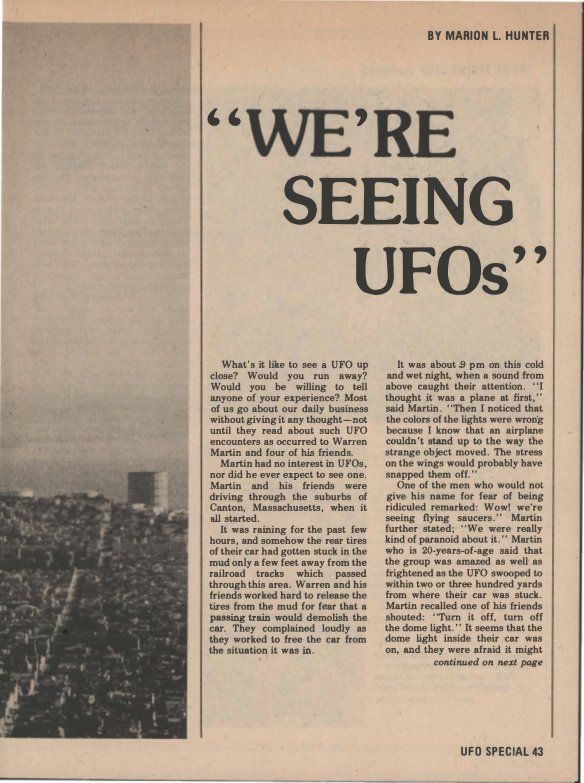 BY MARION L. HUNTER
“WE’RE
SEEING
UFOs”
What's it like to see a UFO up
close? Would you run away?
Would you be willing to tell
anyone of your experience? Most
of us go about our daily business
without giving it any thought—not
until they read about such UFO
encounters as occurred to Warren
Martin and four of his friends.
Martin had no interest in UFOs,
nor did he ever expect to see one.
Martin and his friends were
driving through the suburbs of
Canton, Massachusetts, when it
all started.
It was raining for the past few
hours, and somehow the rear tires
of their car had gotten stuck in the
mud only a few feet away from the
railroad tracks which passed
through this area. Warren and his
friends worked hard to release the
tires from the mud for fear that a
passing train would demolish the
car. They complained loudly as
they worked to free the car from
the situation it was in.
It was about 9 pm on this cold
and wet night, when a sound from
above caught their attention. "I
thought it was a plane at first,"
said Martin. "Then I noticed that
the colors of the lights were wrong
because I know that an airplane
couldn't stand up to the way the
strange object moved. The stress
on the wings would probably have
snapped them off."
One of the men who would not
give his name for fear of being
ridiculed remarked: Wow! we're
seeing flying saucers." Martin
further stated; "We were really
kind of paranoid about it." Martin
who is 20-years-of-age said that
the group was amazed as well as
frightened as the UFO swooped to
within two or three hundred yards
from where their car was stuck.
Martin recalled one of his friends
shouted: "Turn it off, turn off
the dome light." It seems that the
dome light inside their car was
on, and they were afraid it might
continued on next page
UFO SPECIAL 43